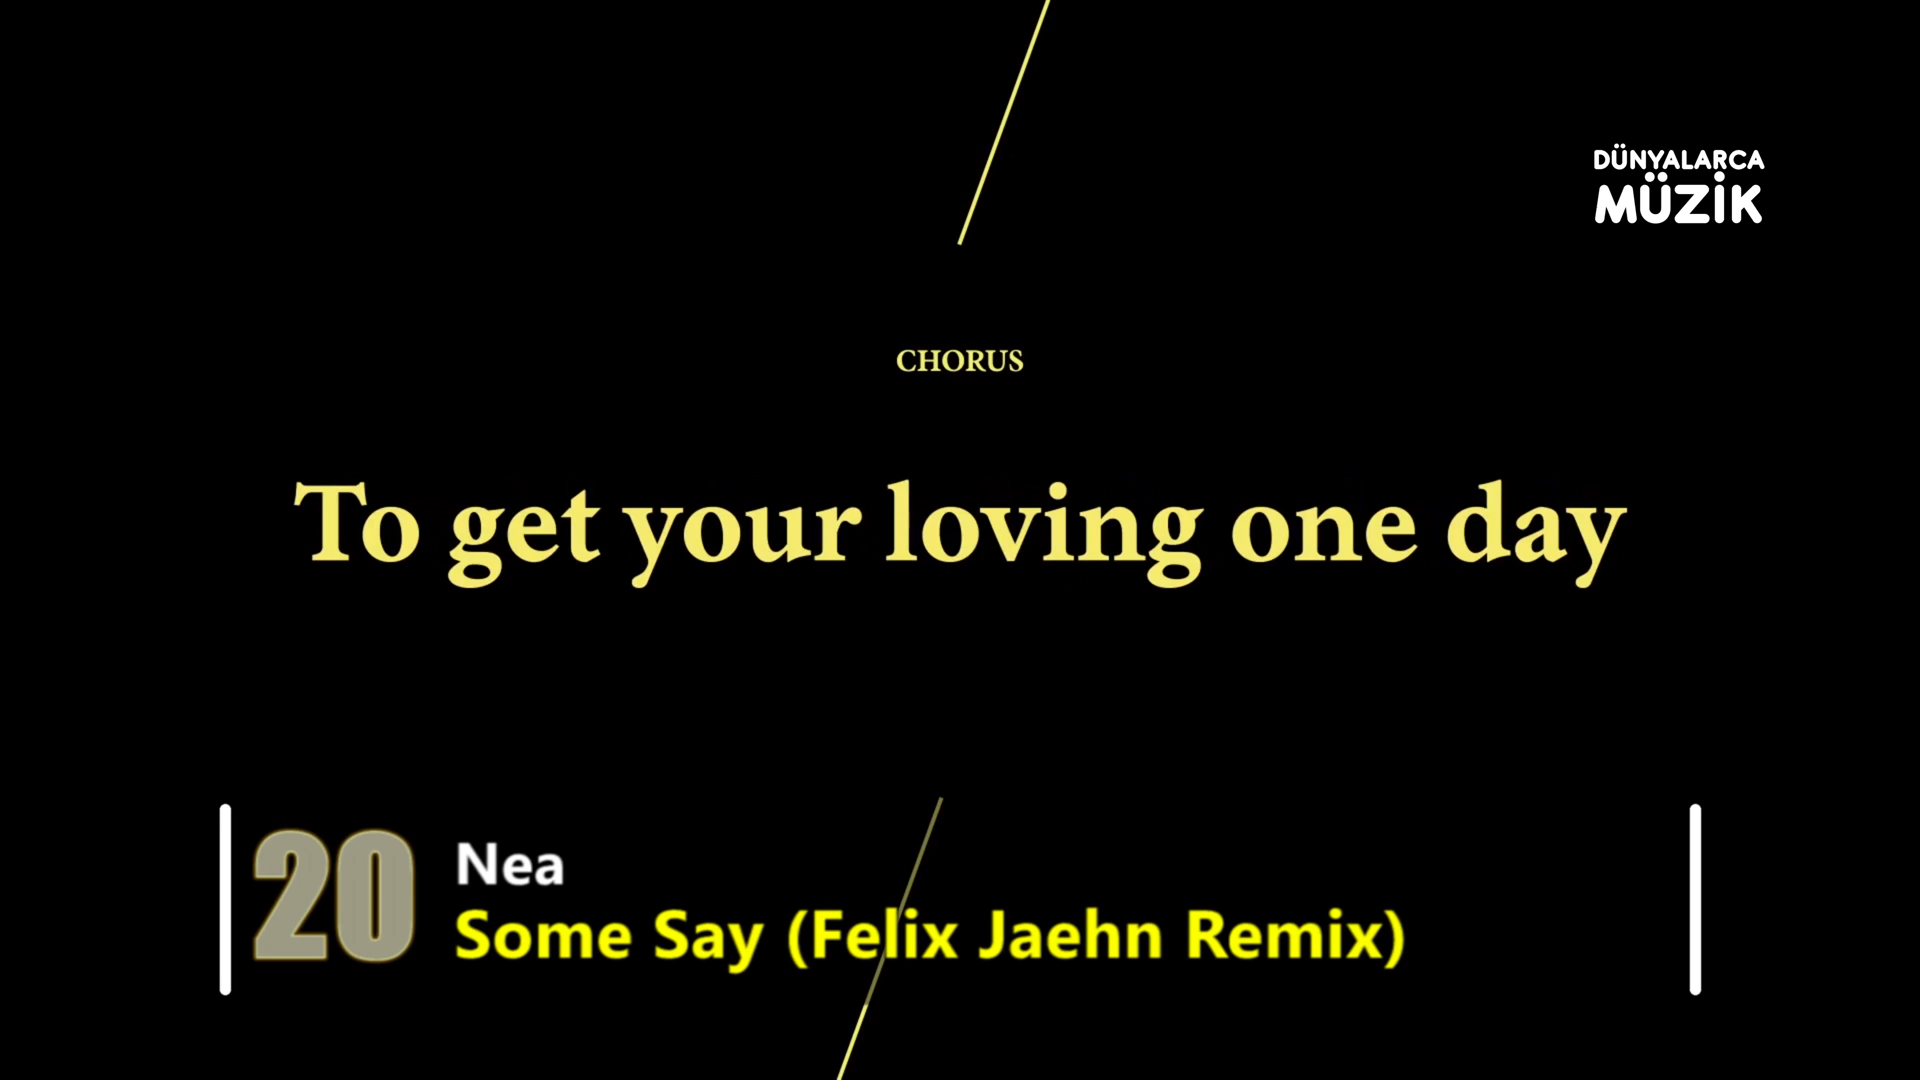 DÜNYALARCA
MÜZİK
CHORUS
To get your loving one day
20
Nea
Some Say (Felix Jaehn Remix)